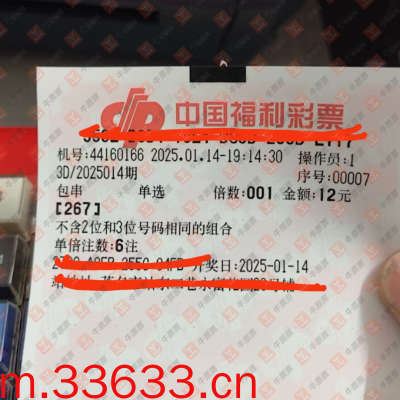 中国福利彩票
机号:44160166 2025.01.14-19:14:30 操作员:1
3D/2025014期 序号:00007
包串 单选 倍数:001 金额:12元
[267]
不含2位和3位号码相同的组合
单倍注数:6注
开奖日:2025-01-14
m.33633.cn